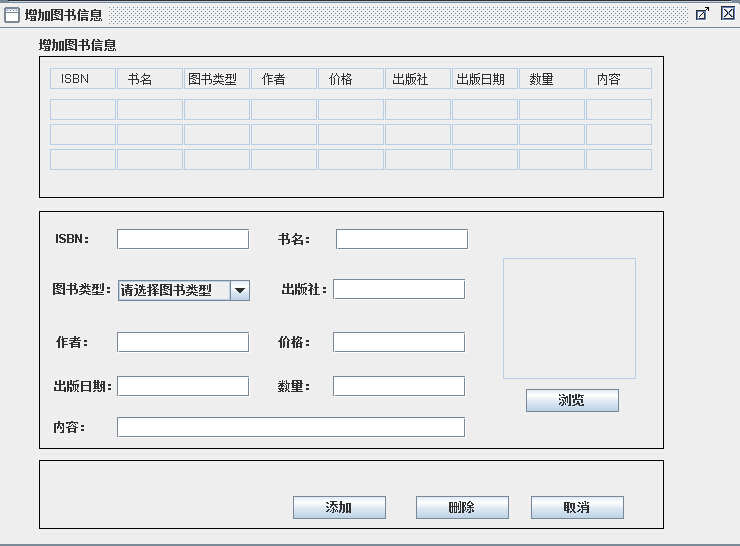 增加图书信息
增加图书信息
ISBN 书名 图书类型 作者 价格 出版社 出版日期 数量 内容
ISBN： 书名：
图书类型： 请选择图书类型 出版社：
作者： 价格：
出版日期： 数量：
浏览
内容：
添加 删除 取消